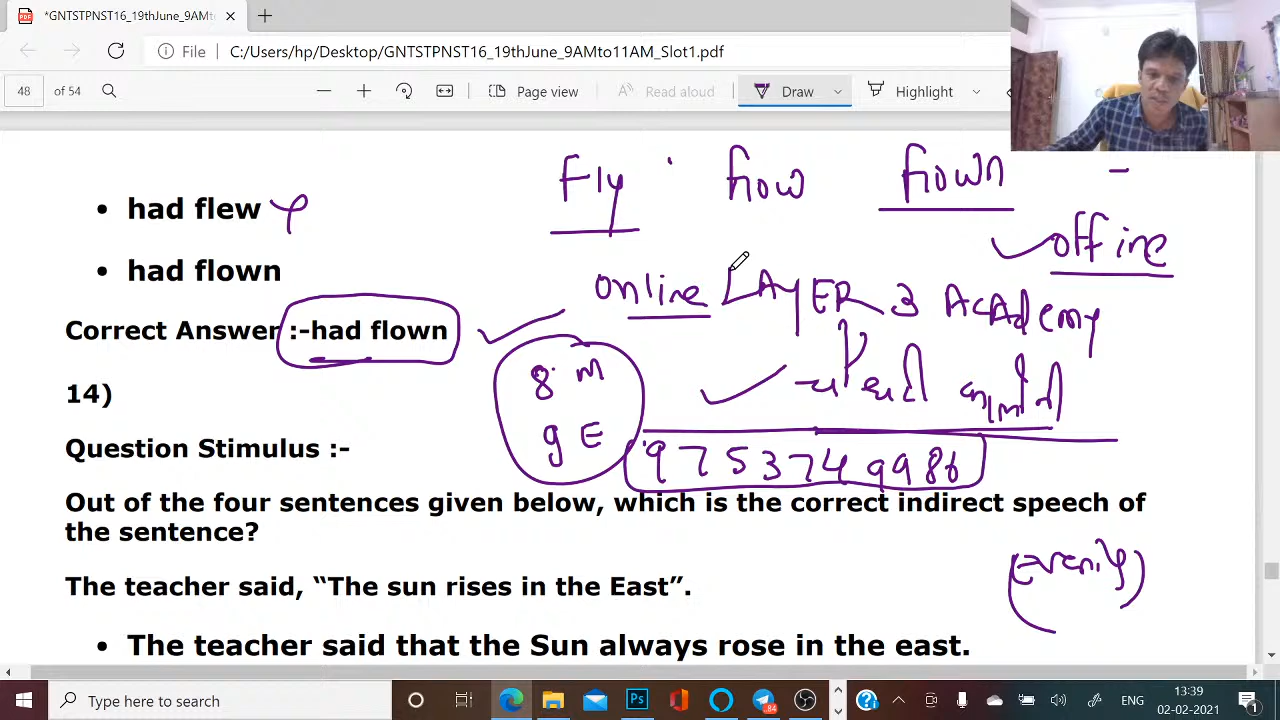 *GNTSTPNST16_19thJune_9AMto
File C:/Users/hp/Desktop/GNTSTPNST16_19thJune_9AMto11AM_Slot1.pdf
48 of 54 Page view Read aloud Draw Highlight
Fly flow flown -
• had flew
• had flown
offline
online LAYER 3 ACAdemy
Correct Answer :-had flown
8 M
9 E
9753749986
14)
Question Stimulus :-
Out of the four sentences given below, which is the correct indirect speech of
the sentence?
The teacher said, “The sun rises in the East”.
• The teacher said that the Sun always rose in the east.
Type here to search
84
ENG
13:39
02-02-2021
1